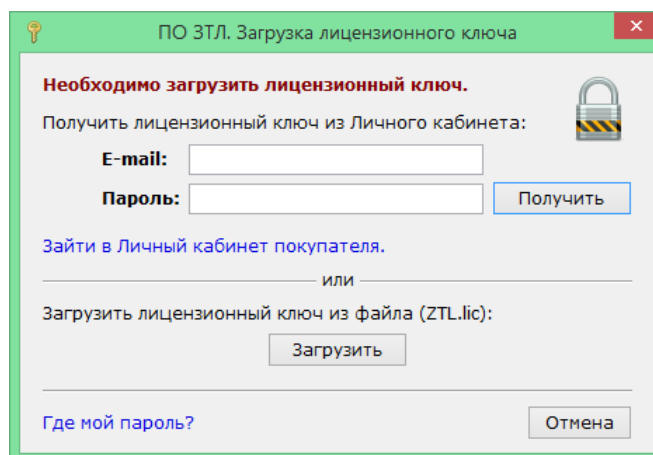 ПО ЗТЛ. Загрузка лицензионного ключа
Необходимо загрузить лицензионный ключ.
Получить лицензионный ключ из Личного кабинета:
E-mail:
Пароль:
Получить
Зайти в Личный кабинет покупателя.
или
Загрузить лицензионный ключ из файла (ZTL.lic):
Загрузить
Где мой пароль?
Отмена